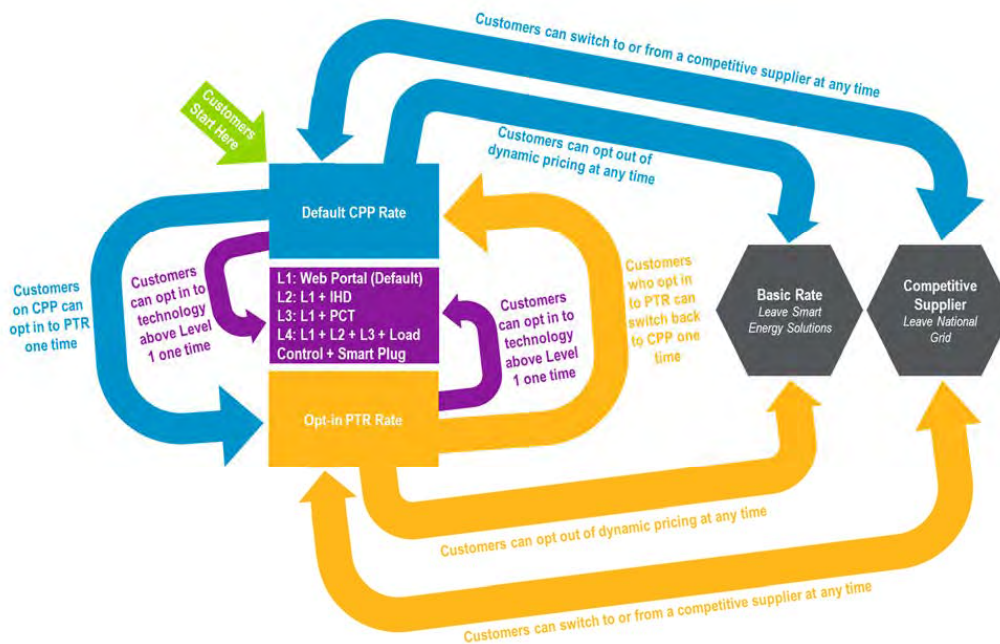 Customers can switch to or from a competitive supplier at any time
Customers
Start Here
Customers can opt out of
dynamic pricing at any time
Default CPP Rate
Customers
on CPP can
opt in to PTR
one time
Customers
can opt in to
technology
above Level
1 one time
L1: Web Portal (Default)
L2: L1 + IHD
L3: L1 + PCT
L4: L1 + L2 + L3 + Load
Control + Smart Plug
Customers
can opt in to
technology
above Level
1 one time
Customers
who opt in
to PTR can
switch back
to CPP one
time
Basic Rate
Leave Smart
Energy Solutions
Competitive
Supplier
Leave National
Grid
Opt-in PTR Rate
Customers can opt out of dynamic pricing at any time
Customers can switch to or from a competitive supplier at any time